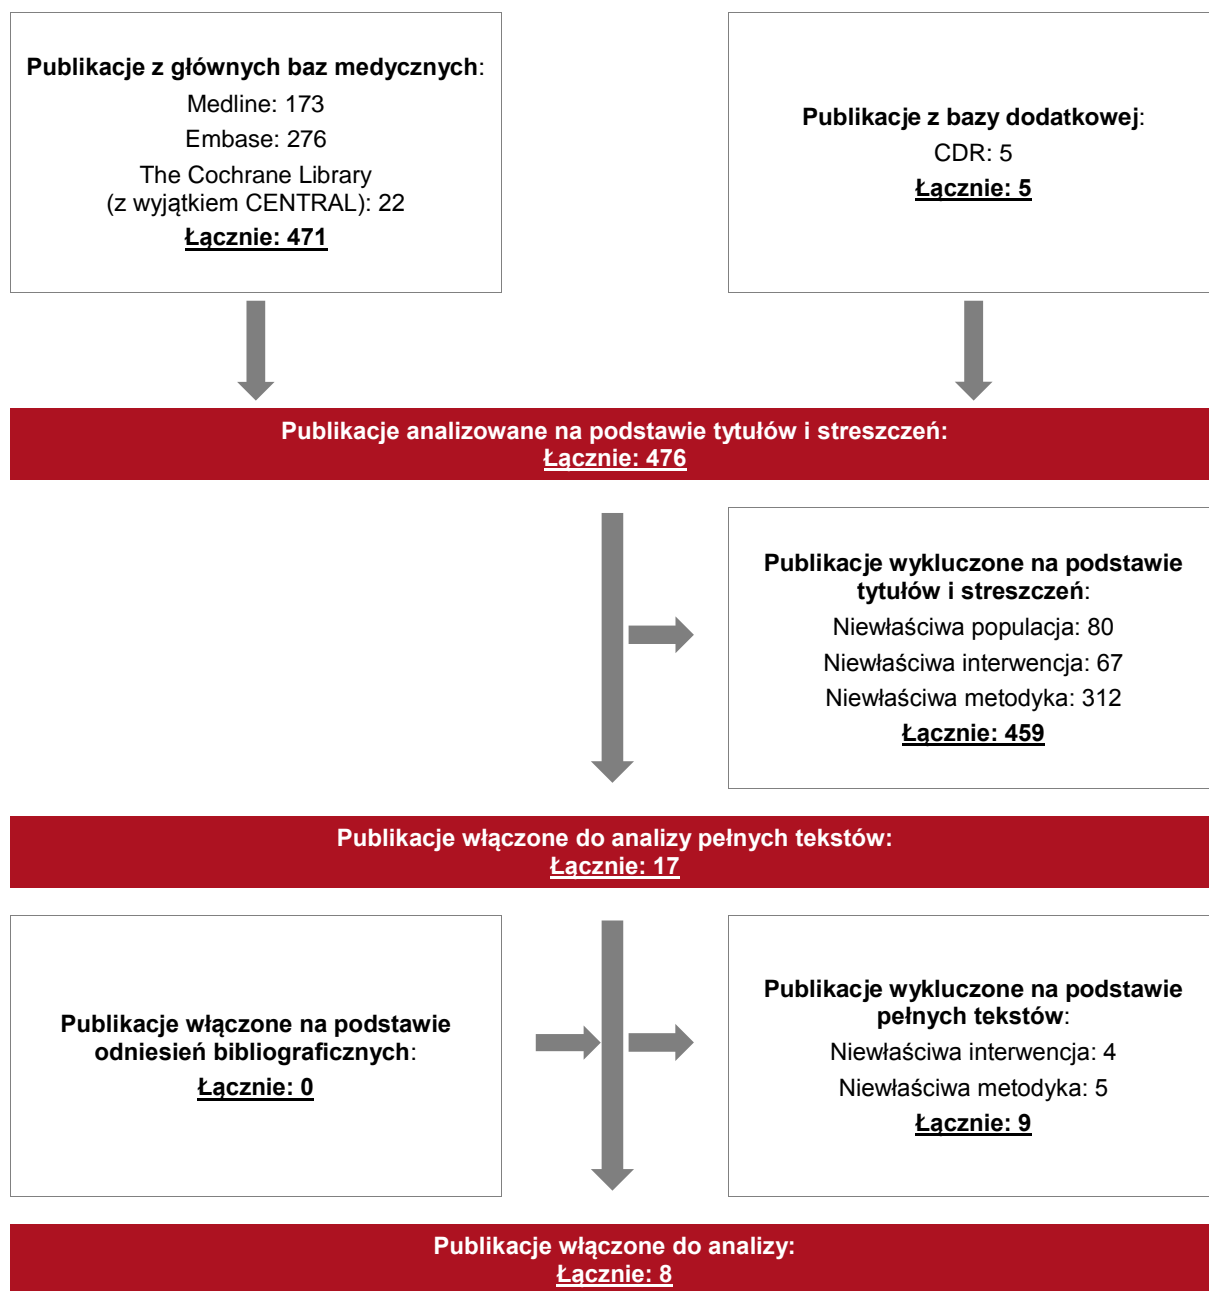 Publikacje z głównych baz medycznych:
Medline: 173
Embase: 276
The Cochrane Library
(z wyjątkiem CENTRAL): 22
Łącznie: 471
Publikacje z bazy dodatkowej:
CDR: 5
Łącznie: 5
Publikacje analizowane na podstawie tytułów i streszczeń:
Łącznie: 476
Publikacje wykluczone na podstawie
tytułów i streszczeń:
Niewłaściwa populacja: 80
Niewłaściwa interwencja: 67
Niewłaściwa metodyka: 312
Łącznie: 459
Publikacje włączone do analizy pełnych tekstów:
Łącznie: 17
Publikacje włączone na podstawie
odniesień bibliograficznych:
Łącznie: 0
Publikacje wykluczone na podstawie
pełnych tekstów:
Niewłaściwa interwencja: 4
Niewłaściwa metodyka: 5
Łącznie: 9
Publikacje włączone do analizy:
Łącznie: 8